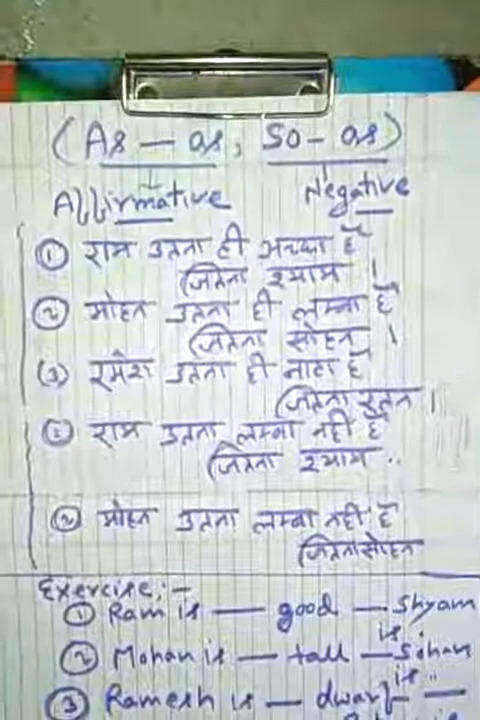 (As — as, So - as)
Affirmative Negative
① राम उतना ही अच्छा है
जितना श्याम ।
② मोहन उतना ही लम्बा है
जितना सोहन ।
(3) रमेश उतना ही नाटा है
जितना रतन ।
① राम उतना लम्बा नही है
जितना श्याम ..
② मोहन उतना लम्बा नही है
जितना सोहन
Exercise :-
① Ram is — good — Shyam is
② Mohan is — tall — Sohan is ..
③ Ramesh is — dwarf —